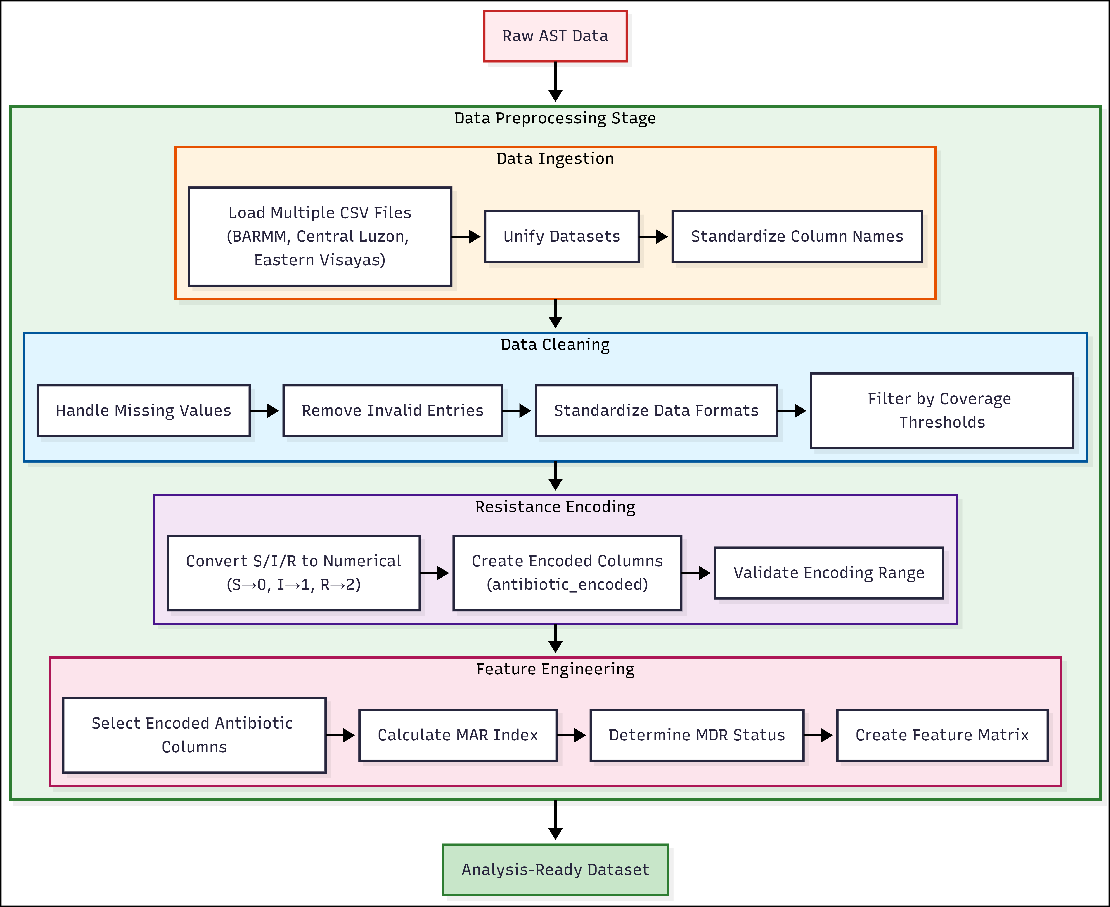 Raw AST Data
Data Preprocessing Stage
Data Ingestion
Load Multiple CSV Files
(BARMM, Central Luzon,
Eastern Visayas)
Unify Datasets
Standardize Column Names
Data Cleaning
Handle Missing Values
Remove Invalid Entries
Standardize Data Formats
Filter by Coverage
Thresholds
Resistance Encoding
Convert S/I/R to Numerical
(S→0, I→1, R→2)
Create Encoded Columns
(antibiotic_encoded)
Validate Encoding Range
Feature Engineering
Select Encoded Antibiotic
Columns
Calculate MAR Index
Determine MDR Status
Create Feature Matrix
Analysis-Ready Dataset